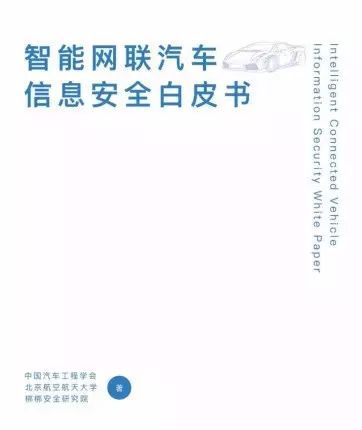 智能网联汽车
信息安全白皮书
Intelligent Connected Vehicle
Information Security White Paper
中国汽车工程学会
北京航空航天大学
梆梆安全研究院
著